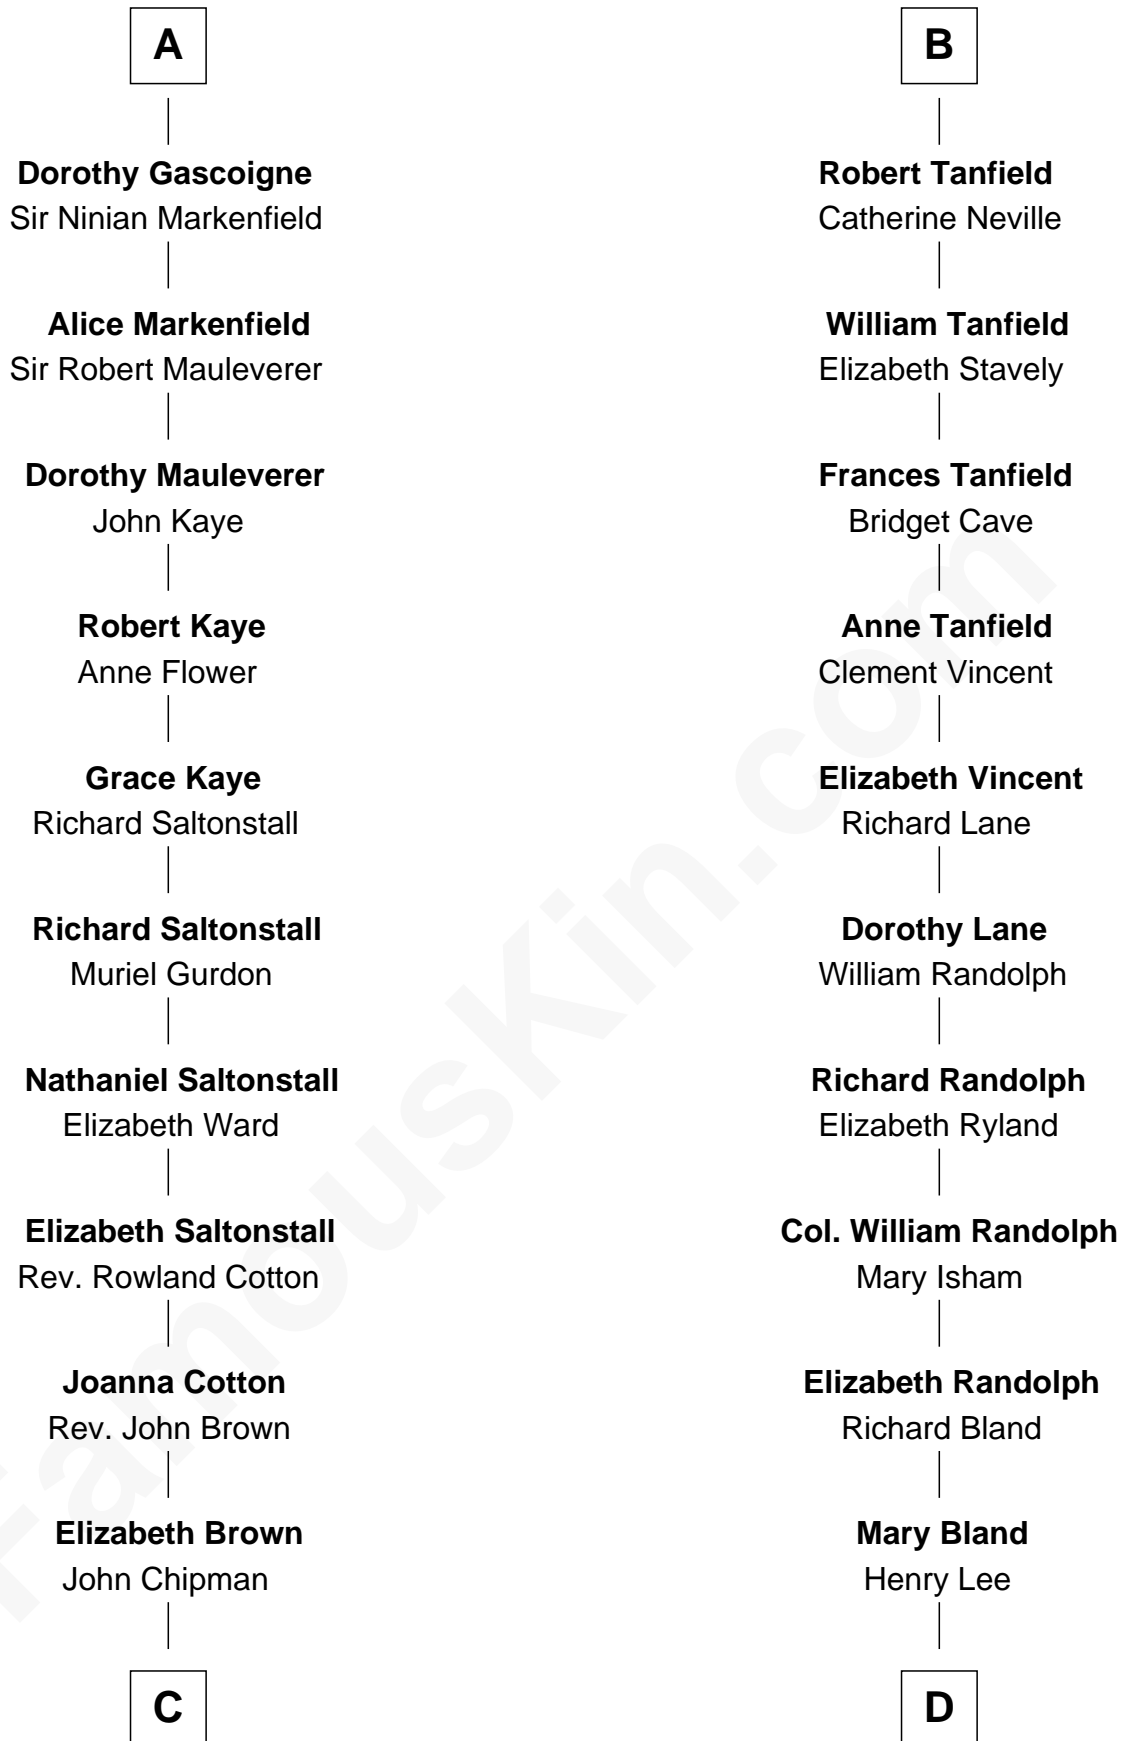 A
Dorothy Gascoigne
Sir Ninian Markenfield
Alice Markenfield
Sir Robert Mauleverer
Dorothy Mauleverer
John Kaye
Robert Kaye
Anne Flower
Grace Kaye
Richard Saltonstall
Richard Saltonstall
Muriel Gurdon
Nathaniel Saltonstall
Elizabeth Ward
Elizabeth Saltonstall
Rev. Rowland Cotton
Joanna Cotton
Rev. John Brown
Elizabeth Brown
John Chipman
C
B
Robert Tanfield
Catherine Neville
William Tanfield
Elizabeth Stavely
Frances Tanfield
Bridget Cave
Anne Tanfield
Clement Vincent
Elizabeth Vincent
Richard Lane
Dorothy Lane
William Randolph
Richard Randolph
Elizabeth Ryland
Col. William Randolph
Mary Isham
Elizabeth Randolph
Richard Bland
Mary Bland
Henry Lee
D
FamousKin.com